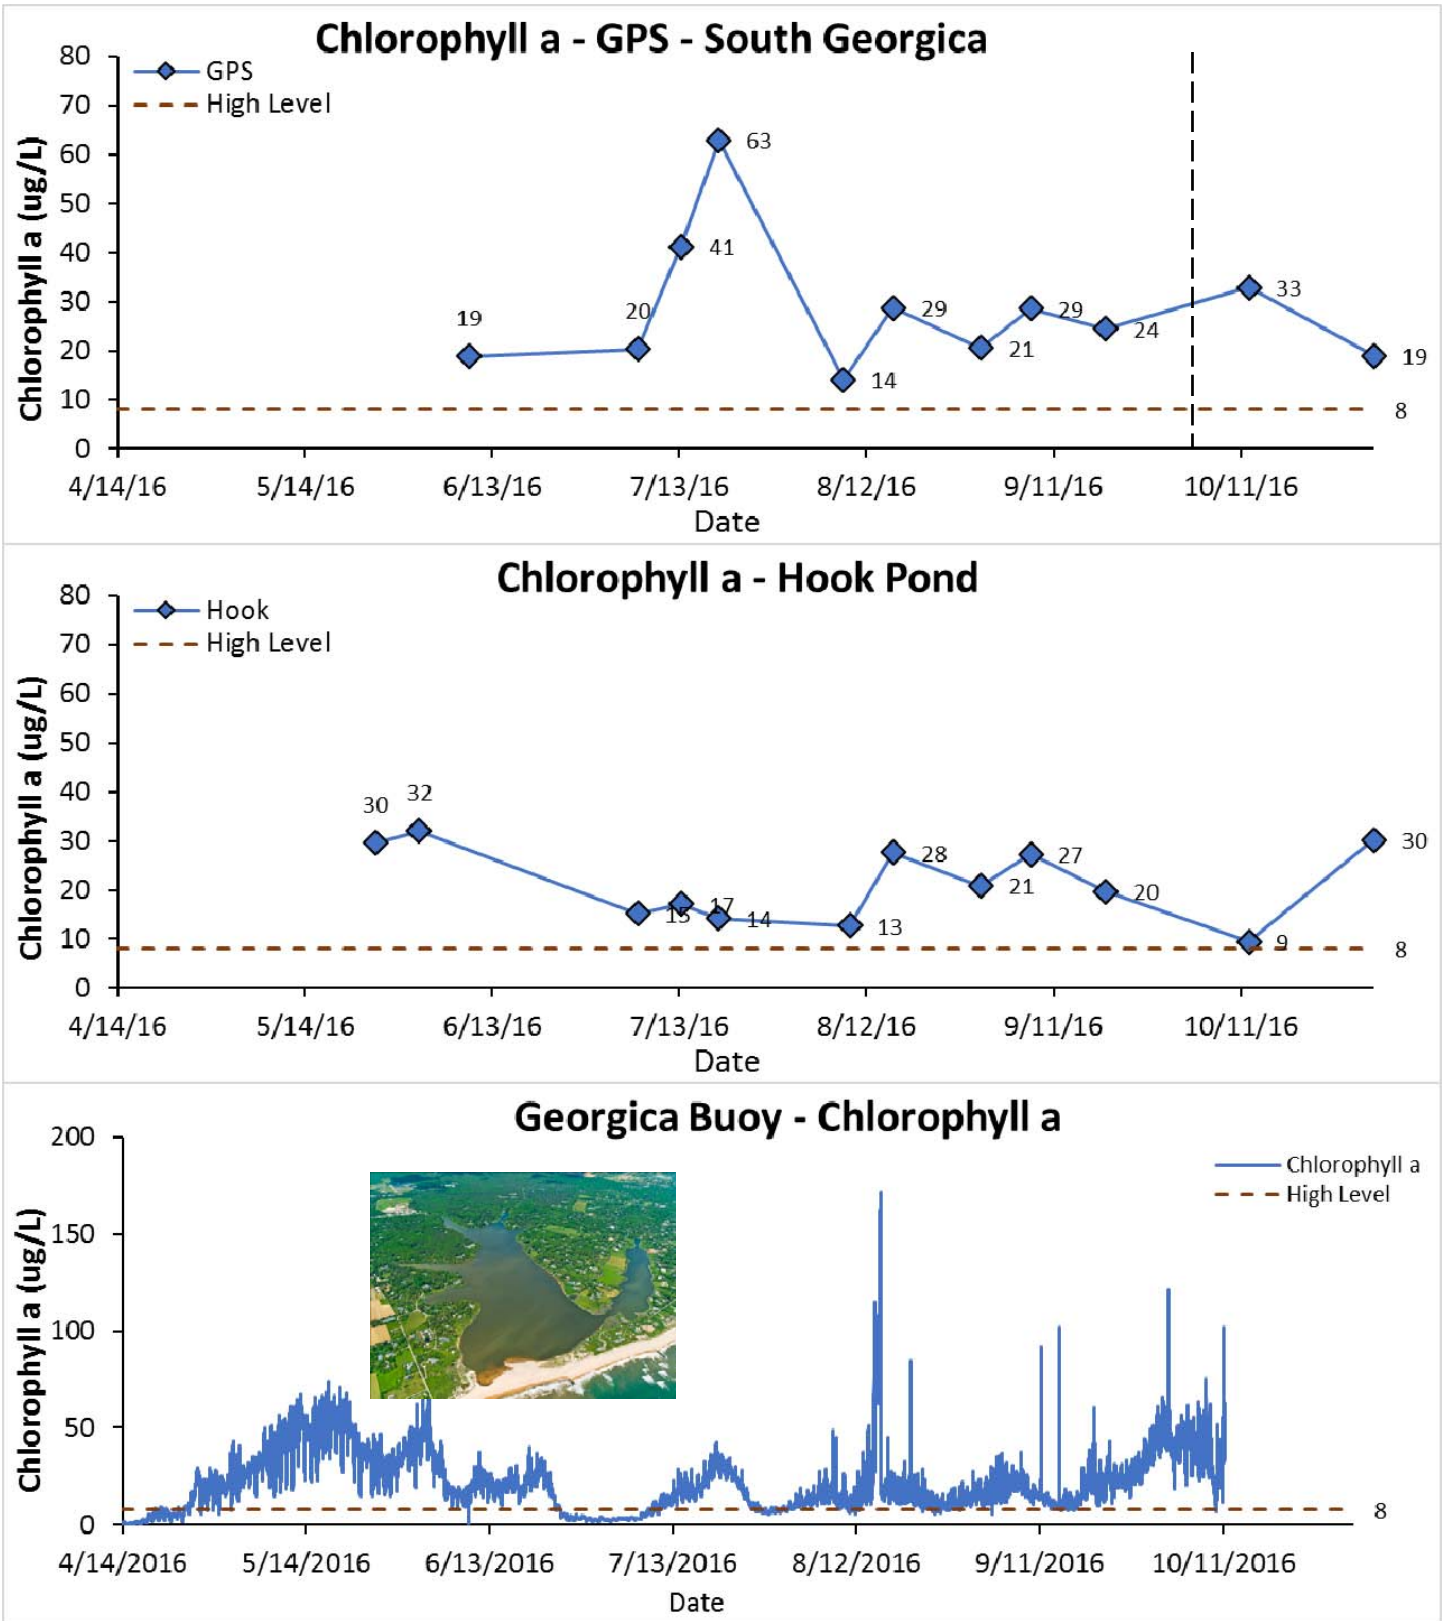 Chlorophyll a - GPS - South Georgica
80
GPS
70
High Level
60
50
40
30
20
10
0
Chlorophyll a (ug/L)
19
20
41
63
14
29
21
29
24
33
19
8
4/14/16 5/14/16 6/13/16 7/13/16 8/12/16 9/11/16 10/11/16
Date
Chlorophyll a - Hook Pond
80
Hook
70
High Level
60
50
40
30
20
10
0
Chlorophyll a (ug/L)
30
32
15
17
14
13
28
21
27
20
9
30
8
4/14/16 5/14/16 6/13/16 7/13/16 8/12/16 9/11/16 10/11/16
Date
Georgica Buoy - Chlorophyll a
200
150
100
50
0
Chlorophyll a (ug/L)
Chlorophyll a
High Level
8
4/14/2016 5/14/2016 6/13/2016 7/13/2016 8/12/2016 9/11/2016 10/11/2016
Date